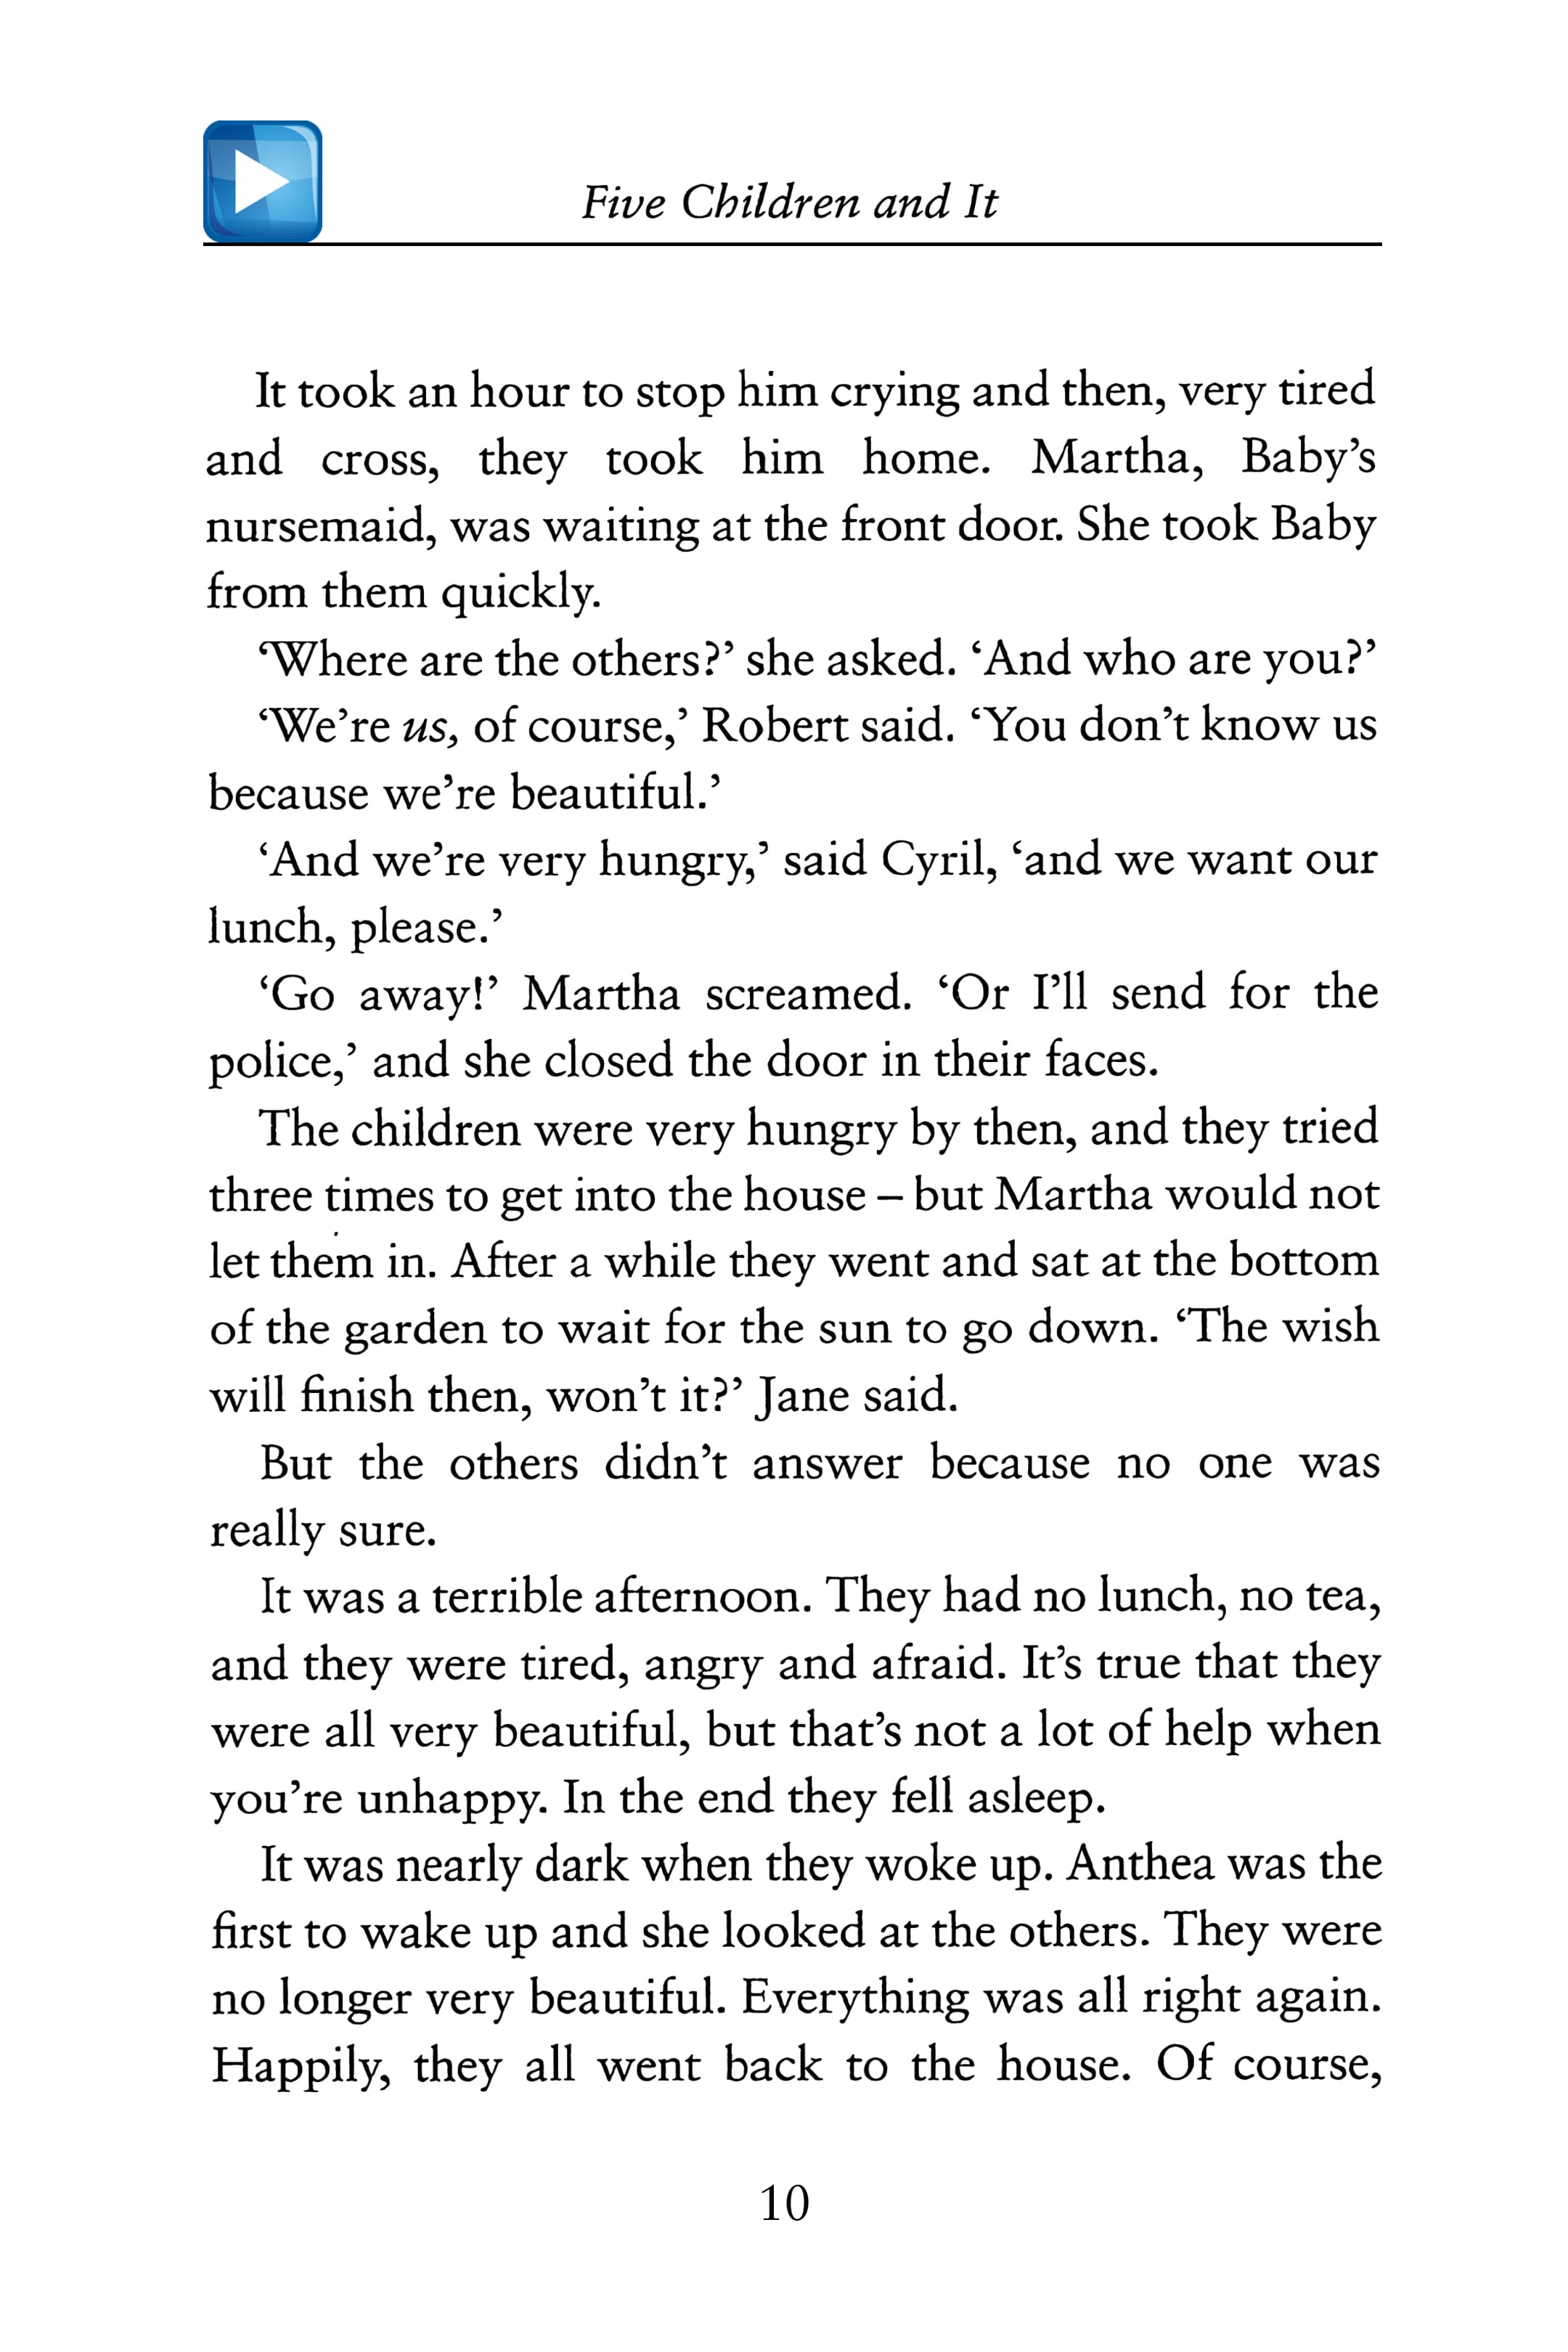 Five Children and It
It took an hour to stop him crying and then, very tired
and cross, they took him home. Martha, Baby’s
nursemaid, was waiting at the front door. She took Baby
from them quickly.
‘Where are the others?’ she asked. ‘And who are you?’
‘We’re us, of course,’ Robert said. ‘You don’t know us
because we’re beautiful.’
‘And we’re very hungry,’ said Cyril, ‘and we want our
lunch, please.’
‘Go away!’ Martha screamed. ‘Or I’ll send for the
police,’ and she closed the door in their faces.
The children were very hungry by then, and they tried
three times to get into the house – but Martha would not
let them in. After a while they went and sat at the bottom
of the garden to wait for the sun to go down. ‘The wish
will finish then, won’t it?’ Jane said.
But the others didn’t answer because no one was
really sure.
It was a terrible afternoon. They had no lunch, no tea,
and they were tired, angry and afraid. It’s true that they
were all very beautiful, but that’s not a lot of help when
you’re unhappy. In the end they fell asleep.
It was nearly dark when they woke up. Anthea was the
first to wake up and she looked at the others. They were
no longer very beautiful. Everything was all right again.
Happily, they all went back to the house. Of course,
10